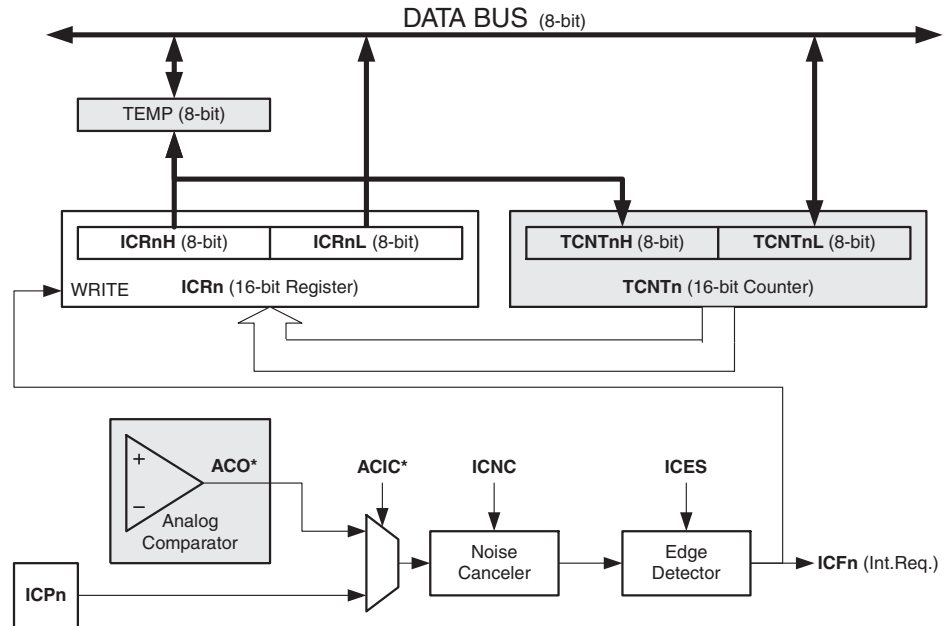 DATA BUS (8-bit)
TEMP (8-bit)
ICRnH (8-bit) ICRnL (8-bit) TCNTnH (8-bit) TCNTnL (8-bit)
WRITE ICRn (16-bit Register) TCNTn (16-bit Counter)
+ ACO* ACIC* ICNC ICES
−
Analog
Comparator
Noise
Canceler
Edge
Detector
ICFn (Int.Req.)
ICPn